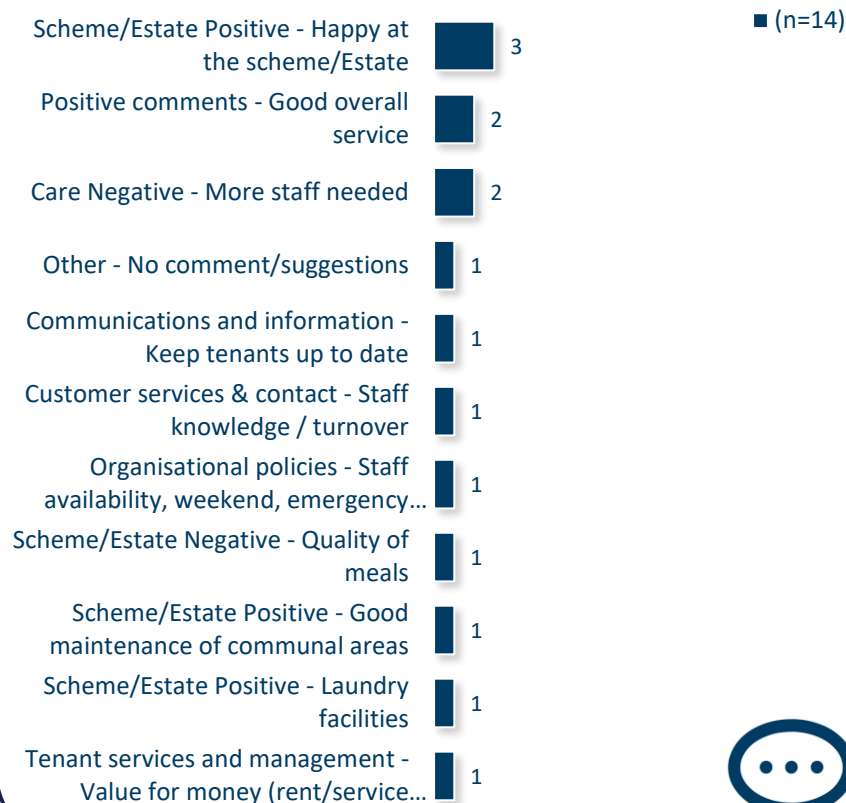 (n=14)
Scheme/Estate Positive - Happy at
the scheme/Estate
3
Positive comments - Good overall
service
2
Care Negative - More staff needed
2
Other - No comment/suggestions
1
Communications and information -
Keep tenants up to date
1
Customer services & contact - Staff
knowledge / turnover
1
Organisational policies - Staff
availability, weekend, emergency…
1
Scheme/Estate Negative - Quality of
meals
1
Scheme/Estate Positive - Good
maintenance of communal areas
1
Scheme/Estate Positive - Laundry
facilities
1
Tenant services and management -
Value for money (rent/service…
1